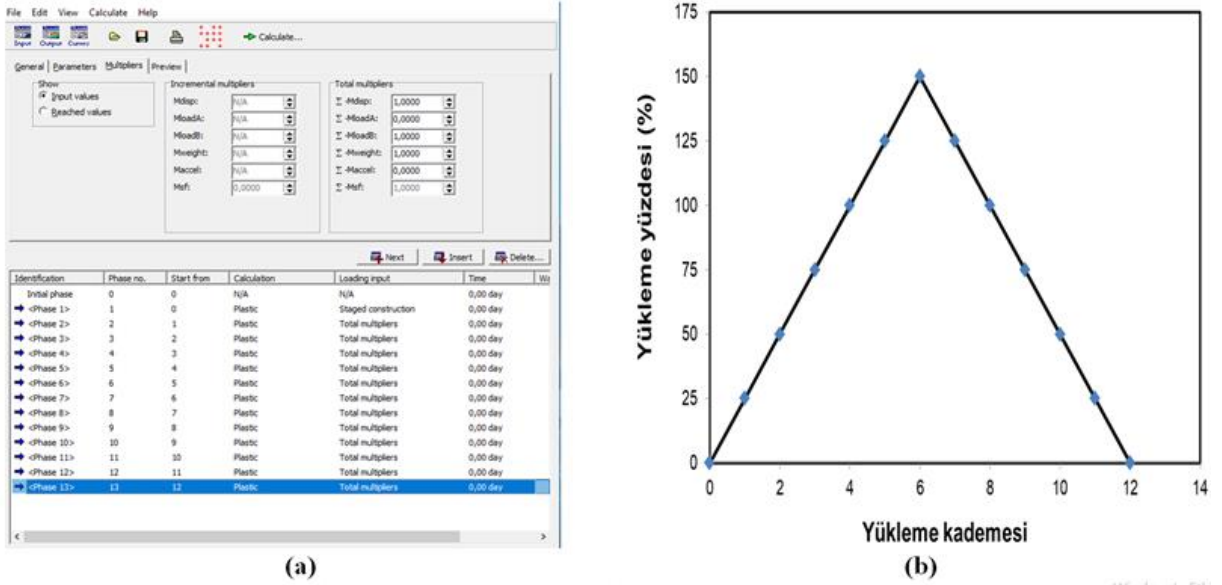 File Edit View Calculate Help
Input Output Curves Calculate...
General Parameters Multipliers Preview
Show
Input values
Reached values
Incremental multipliers
Mdisp: N/A
MloadA: N/A
MloadB: N/A
Mweight: N/A
Maccel: N/A
Msf: 0,0000
Total multipliers
Σ -Mdisp: 1,0000
Σ -MloadA: 0,0000
Σ -MloadB: 1,0000
Σ -Mweight: 1,0000
Σ -Maccel: 0,0000
Σ -Msf: 1,0000
Next Insert Delete...
Identification Phase no. Start from Calculation Loading input Time Wa
Initial phase 0 0 N/A N/A 0,00 day
<Phase 1> 1 0 Plastic Staged construction 0,00 day
<Phase 2> 2 1 Plastic Total multipliers 0,00 day
<Phase 3> 3 2 Plastic Total multipliers 0,00 day
<Phase 4> 4 3 Plastic Total multipliers 0,00 day
<Phase 5> 5 4 Plastic Total multipliers 0,00 day
<Phase 6> 6 5 Plastic Total multipliers 0,00 day
<Phase 7> 7 6 Plastic Total multipliers 0,00 day
<Phase 8> 8 7 Plastic Total multipliers 0,00 day
<Phase 9> 9 8 Plastic Total multipliers 0,00 day
<Phase 10> 10 9 Plastic Total multipliers 0,00 day
<Phase 11> 11 10 Plastic Total multipliers 0,00 day
<Phase 12> 12 11 Plastic Total multipliers 0,00 day
<Phase 13> 13 12 Plastic Total multipliers 0,00 day
(a)
Yükleme yüzdesi (%)
175
150
125
100
75
50
25
0
0 2 4 6 8 10 12 14
Yükleme kademesi
(b)